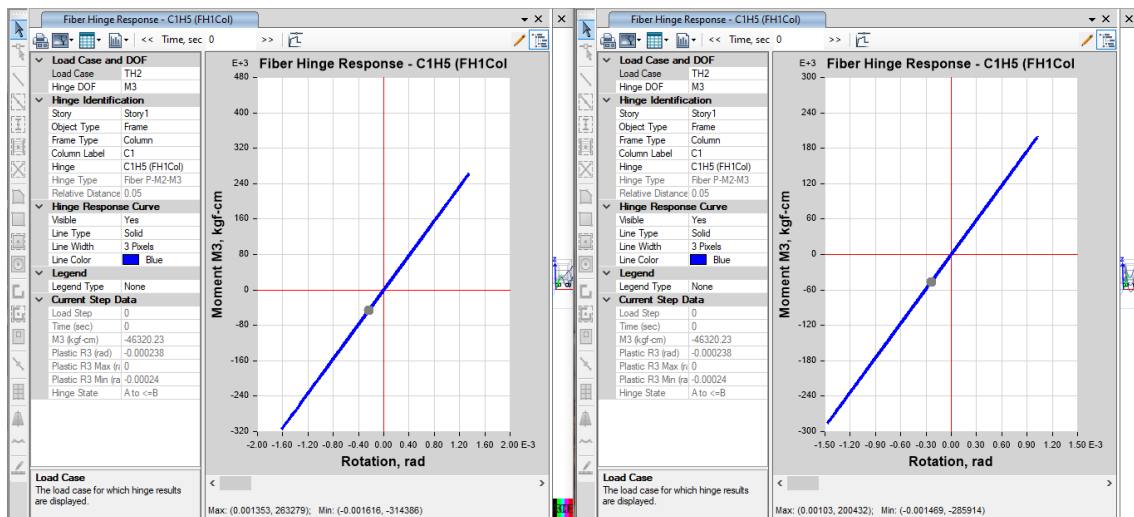 Fiber Hinge Response - C1H5 (FH1Col)
<< Time, sec 0 >>
Load Case and DOF
Load Case TH2
Hinge DOF M3
Hinge Identification
Story Story1
Object Type Frame
Frame Type Column
Column Label C1
Hinge C1H5 (FH1Col)
Hinge Type Fiber P-M2-M3
Relative Distance 0.05
Hinge Response Curve
Visible Yes
Line Type Solid
Line Width 3 Pixels
Line Color Blue
Legend
Legend Type None
Current Step Data
Load Step 0
Time (sec) 0
M3 (kgf-cm) -46320.23
Plastic R3 (rad) -0.000238
Plastic R3 Max (ra 0
Plastic R3 Min (ra -0.00024
Hinge State A to <=B
Load Case
The load case for which hinge results
are displayed.
E+3 Fiber Hinge Response - C1H5 (FH1Col
480
400
320
240
160
80
0
-80
-160
-240
-320
Moment M3, kgf-cm
-2.00 -1.60 -1.20 -0.80 -0.40 0.00 0.40 0.80 1.20 1.60 2.00 E-3
Rotation, rad
Max: (0.001353, 263279); Min: (-0.001616, -314386)
Fiber Hinge Response - C1H5 (FH1Col)
<< Time, sec 0 >>
Load Case and DOF
Load Case TH2
Hinge DOF M3
Hinge Identification
Story Story1
Object Type Frame
Frame Type Column
Column Label C1
Hinge C1H5 (FH1Col)
Hinge Type Fiber P-M2-M3
Relative Distance 0.05
Hinge Response Curve
Visible Yes
Line Type Solid
Line Width 3 Pixels
Line Color Blue
Legend
Legend Type None
Current Step Data
Load Step 0
Time (sec) 0
M3 (kgf-cm) -46320.23
Plastic R3 (rad) -0.000238
Plastic R3 Max (ra 0
Plastic R3 Min (ra -0.00024
Hinge State A to <=B
Load Case
The load case for which hinge results
are displayed.
E+3 Fiber Hinge Response - C1H5 (FH1Col
300
240
180
120
60
0
-60
-120
-180
-240
-300
Moment M3, kgf-cm
-1.50 -1.20 -0.90 -0.60 -0.30 0.00 0.30 0.60 0.90 1.20 1.50 E-3
Rotation, rad
Max: (0.00103, 200432); Min: (-0.001469, -285914)